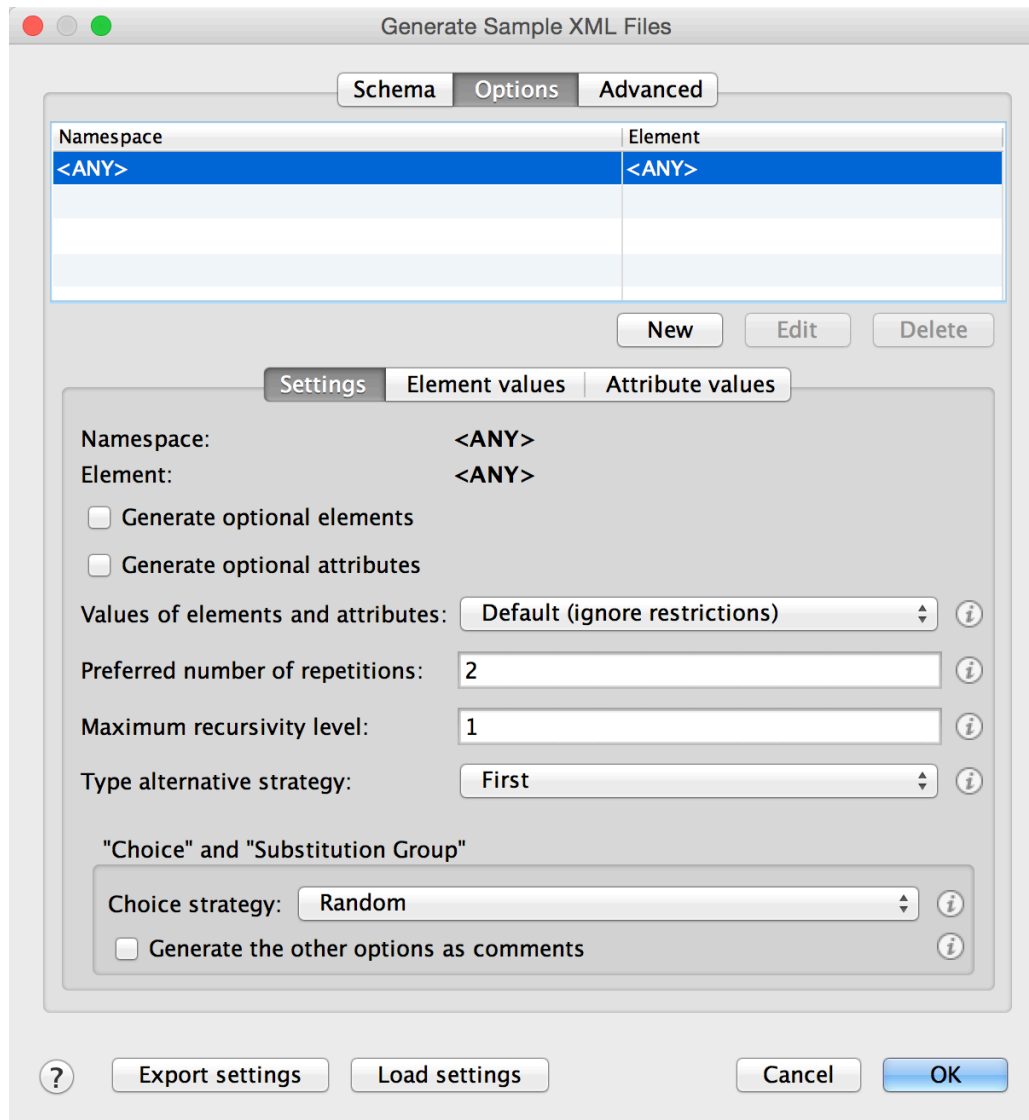 Generate Sample XML Files
Schema Options Advanced
Namespace Element
<ANY> <ANY>
New Edit Delete
Settings Element values Attribute values
Namespace: <ANY>
Element: <ANY>
Generate optional elements
Generate optional attributes
Values of elements and attributes: Default (ignore restrictions)
Preferred number of repetitions: 2
Maximum recursivity level: 1
Type alternative strategy: First
"Choice" and "Substitution Group"
Choice strategy: Random
Generate the other options as comments
? Export settings Load settings Cancel OK